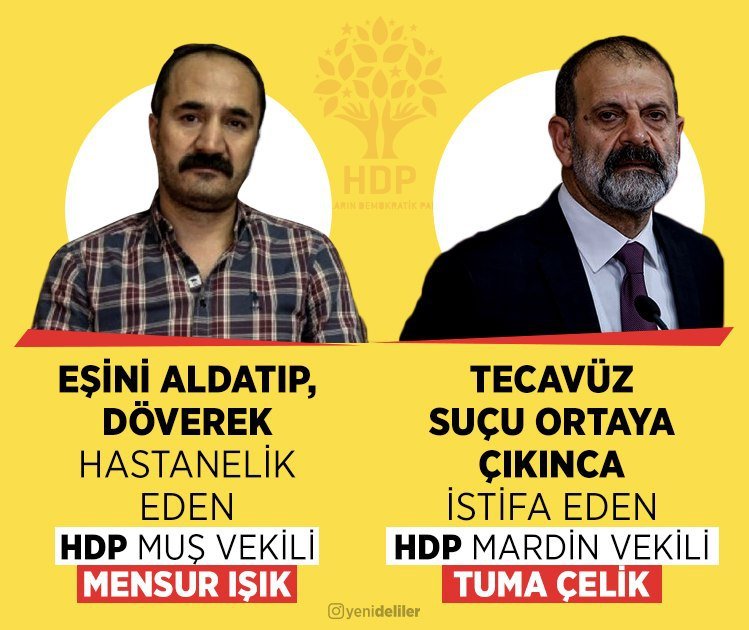 HDP
EŞİNİ ALDATIP,
DÖVEREK
HASTANELİK
EDEN
HDP MUŞ VEKİLİ
MENSUR IŞIK
TECAVÜZ
SUÇU ORTAYA
ÇIKINCA
İSTİFA EDEN
HDP MARDİN VEKİLİ
TUMA ÇELİK
yenideliler